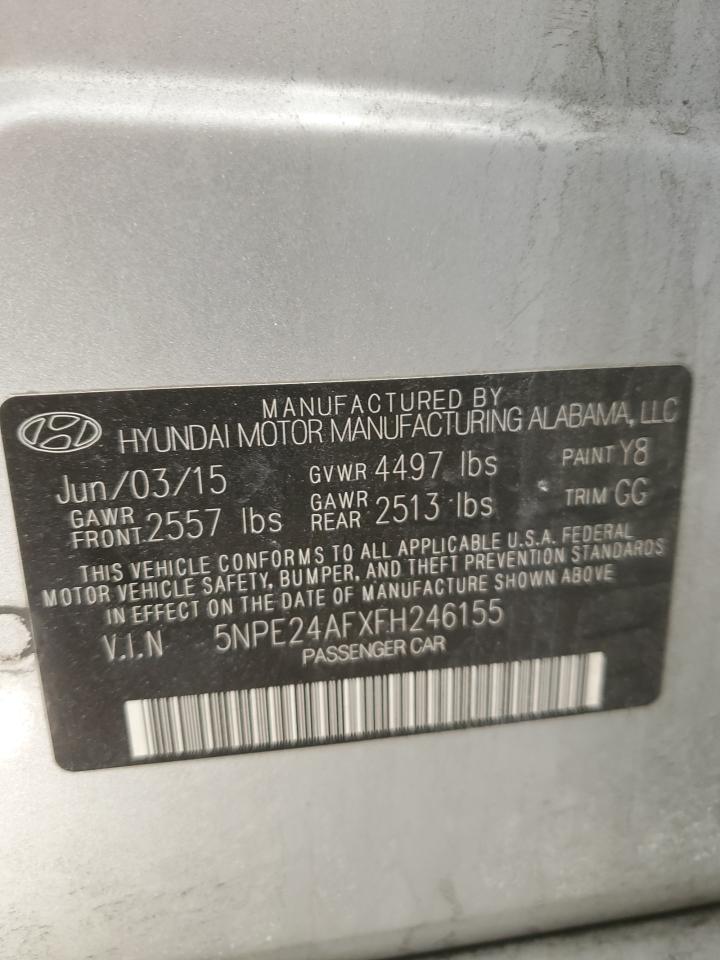 MANUFACTURED BY
HYUNDAI MOTOR MANUFACTURING ALABAMA, LLC
Jun/03/15 GVWR 4497 lbs PAINT Y8
GAWR FRONT 2557 lbs GAWR REAR 2513 lbs TRIM GG
THIS VEHICLE CONFORMS TO ALL APPLICABLE U.S.A. FEDERAL
MOTOR VEHICLE SAFETY, BUMPER, AND THEFT PREVENTION STANDARDS
IN EFFECT ON THE DATE OF MANUFACTURE SHOWN ABOVE
V.I.N 5NPE24AFXFH246155
PASSENGER CAR